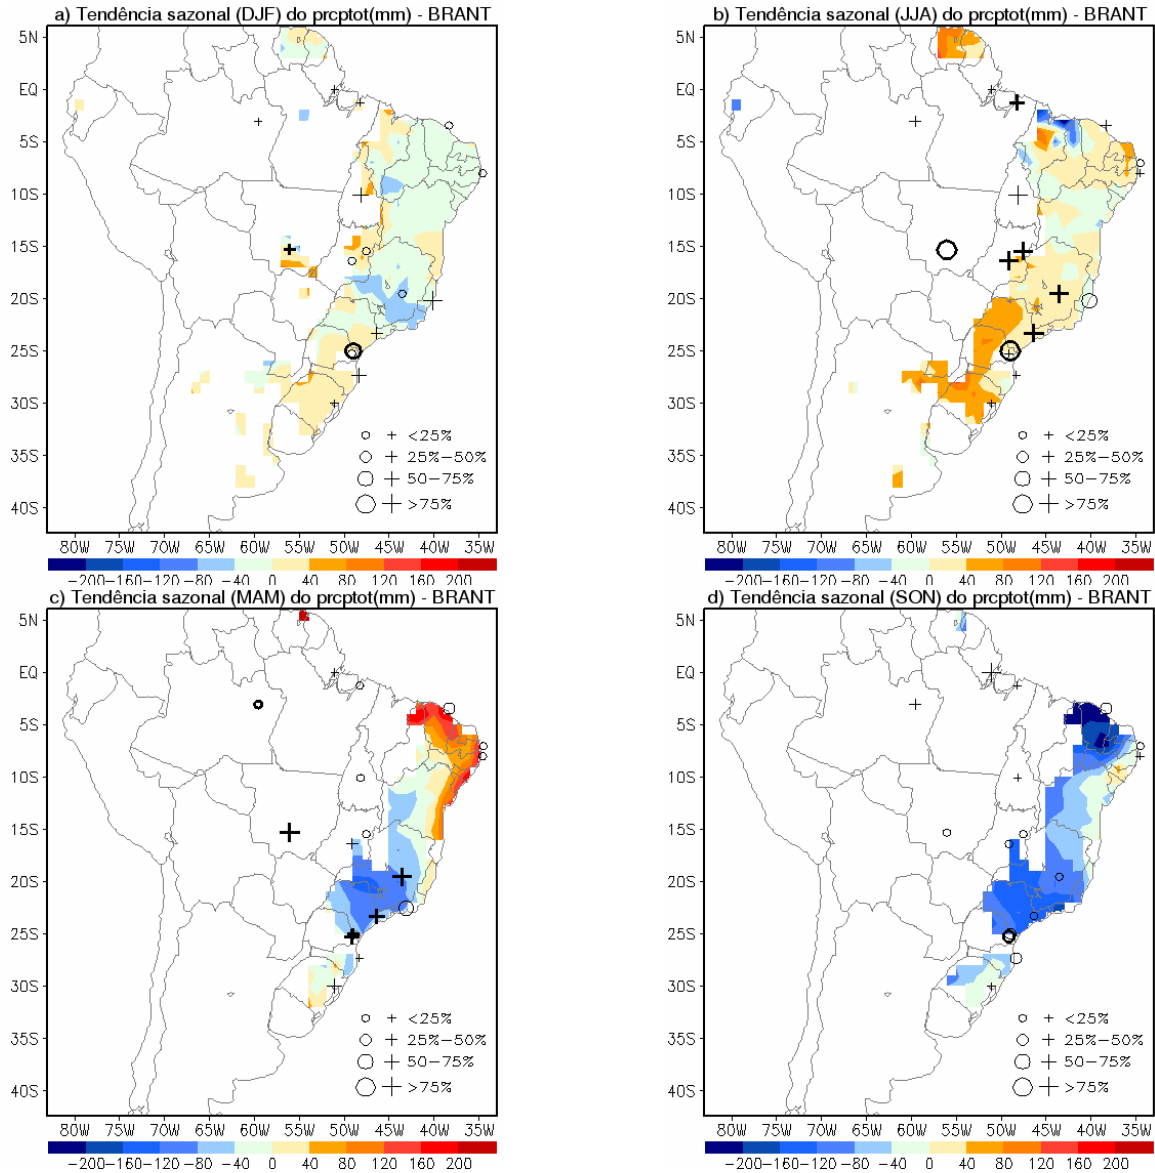 a) Tendência sazonal (DJF) do prcptot(mm) - BRANT
5N
EQ
5S
10S
15S
20S
25S
30S
35S
40S
<25%
25%-50%
50-75%
>75%
80W 75W 70W 65W 60W 55W 50W 45W 40W 35W
-200 -160 -120 -80 -40 0 40 80 120 160 200
b) Tendência sazonal (JJA) do prcptot(mm) - BRANT
5N
EQ
5S
10S
15S
20S
25S
30S
35S
40S
<25%
25%-50%
50-75%
>75%
80W 75W 70W 65W 60W 55W 50W 45W 40W 35W
-200 -160 -120 -80 -40 0 40 80 120 160 200
c) Tendência sazonal (MAM) do prcptot(mm) - BRANT
5N
EQ
5S
10S
15S
20S
25S
30S
35S
40S
<25%
25%-50%
50-75%
>75%
80W 75W 70W 65W 60W 55W 50W 45W 40W 35W
-200 -160 -120 -80 -40 0 40 80 120 160 200
d) Tendência sazonal (SON) do prcptot(mm) - BRANT
5N
EQ
5S
10S
15S
20S
25S
30S
35S
40S
<25%
25%-50%
50-75%
>75%
80W 75W 70W 65W 60W 55W 50W 45W 40W 35W
-200 -160 -120 -80 -40 0 40 80 120 160 200